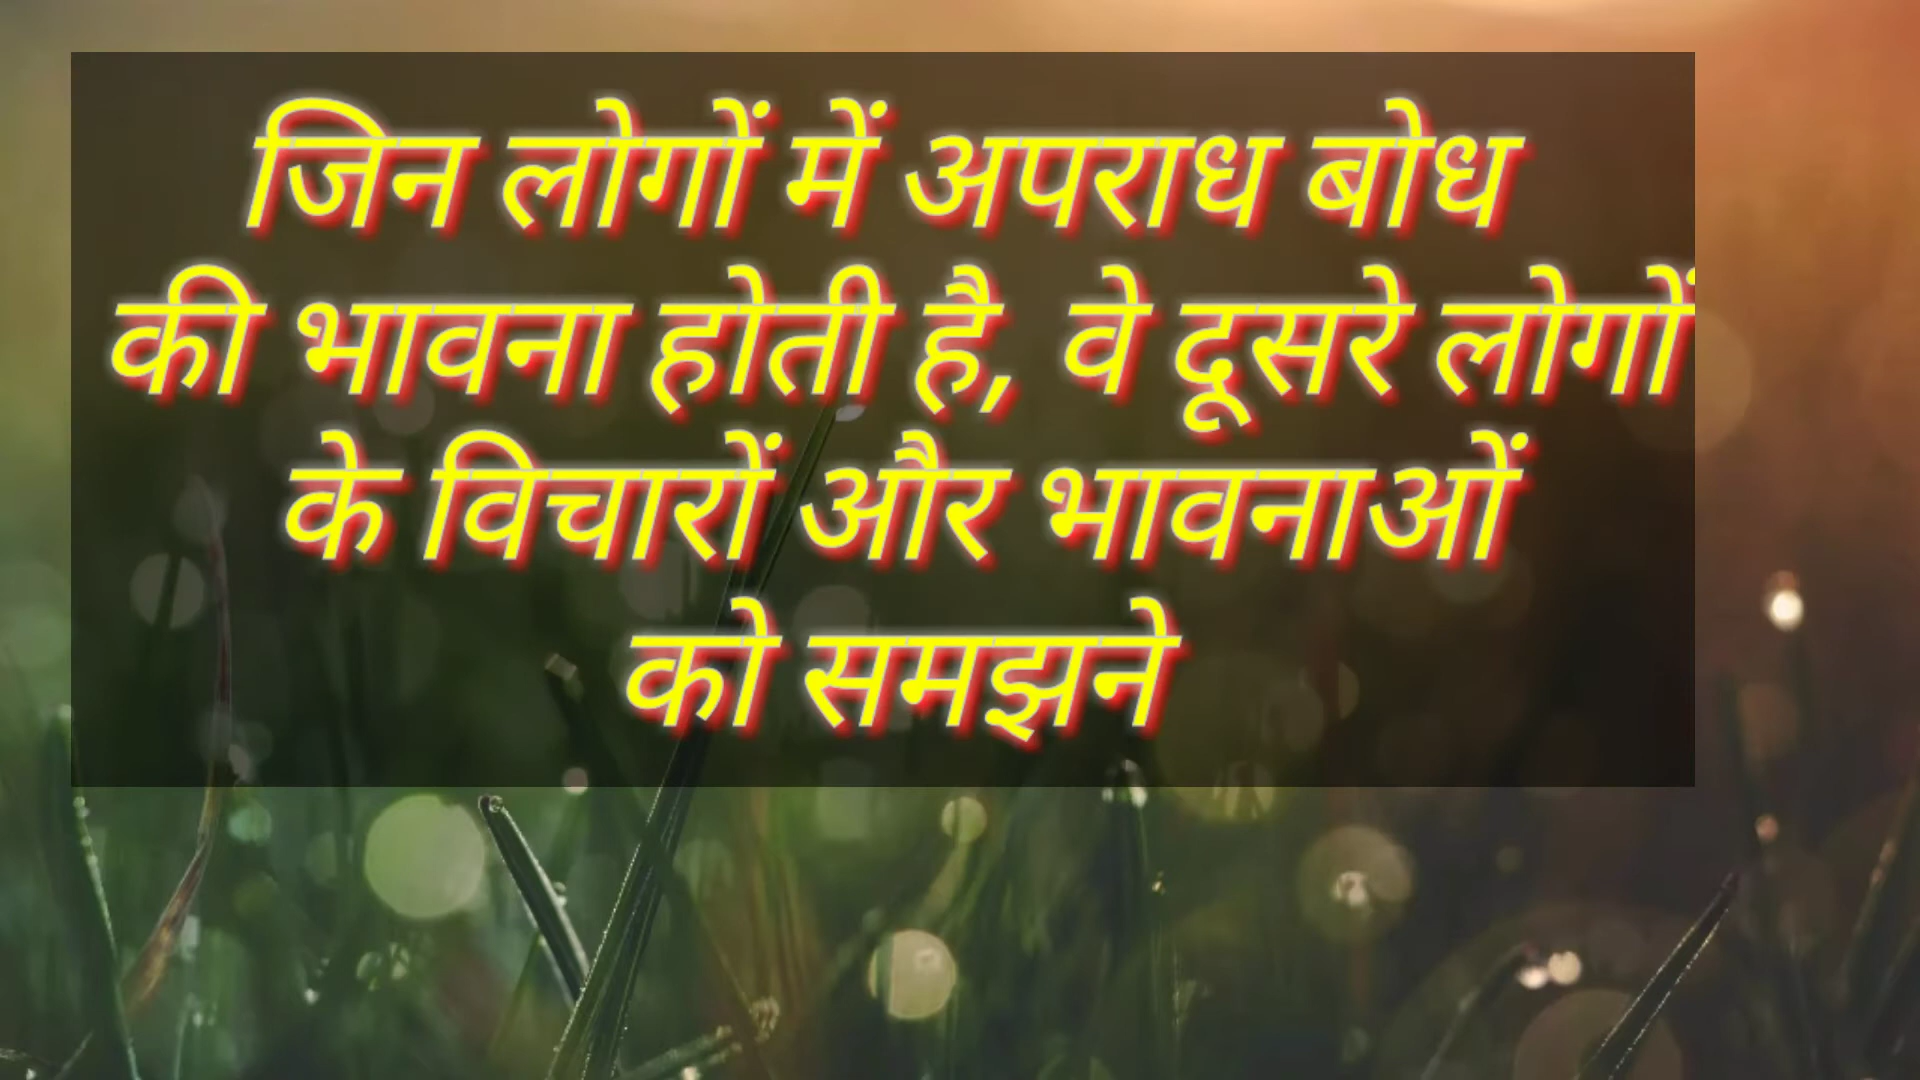 जिन लोगों में अपराध बोध
की भावना होती है, वे दूसरे लोगों
के विचारों और भावनाओं
को समझने